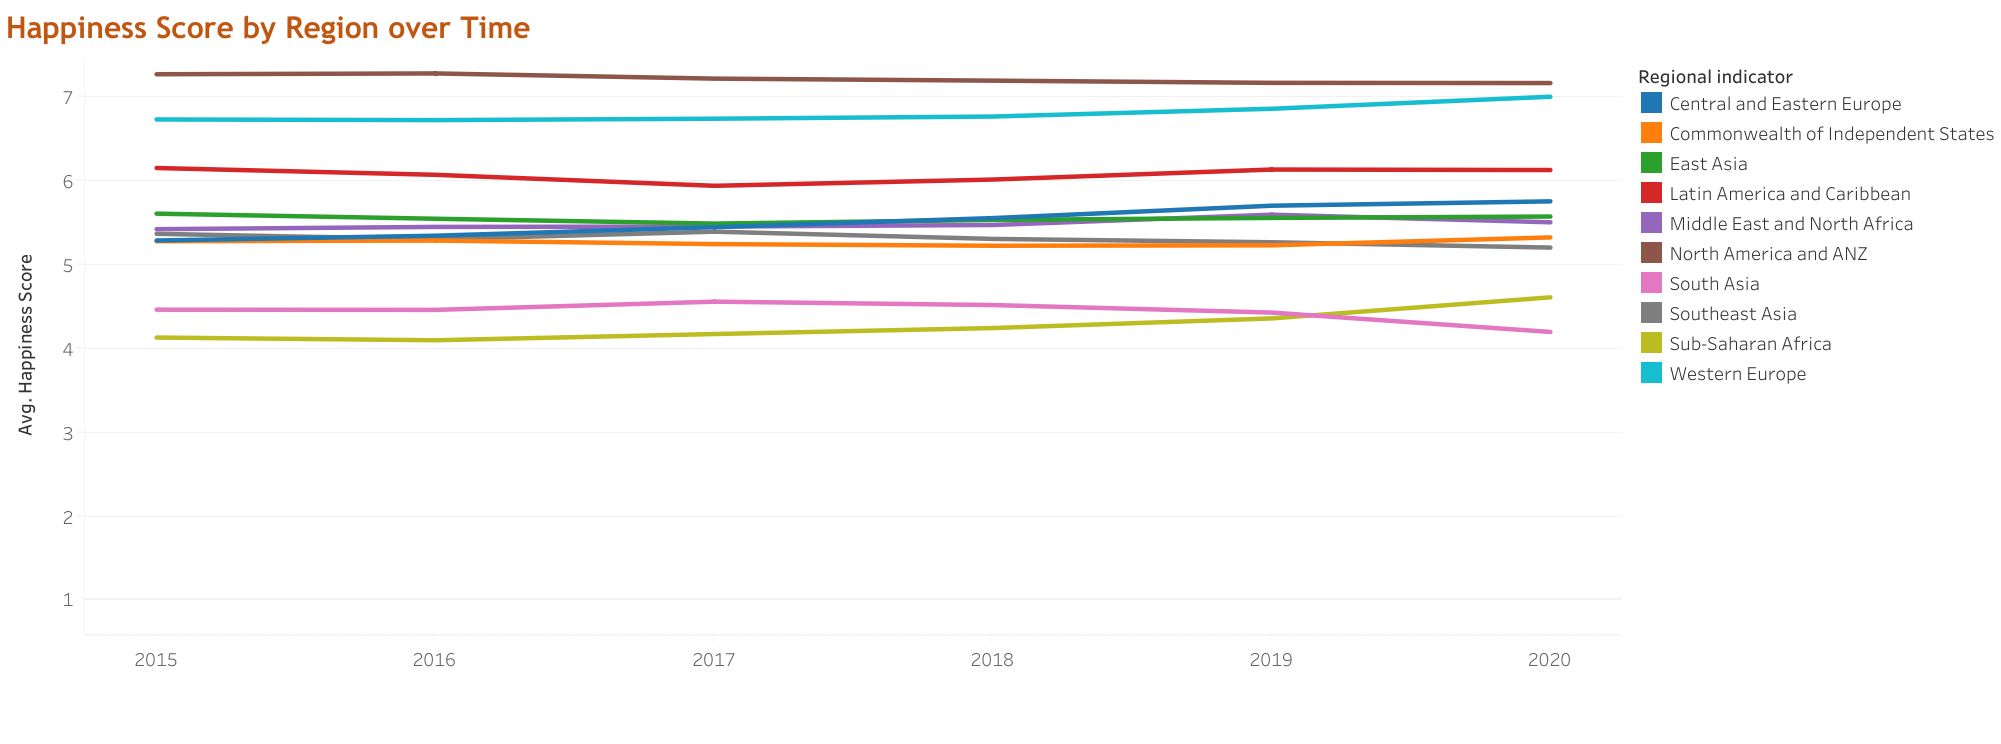 Happiness Score by Region over Time
Avg. Happiness Score
7
6
5
4
3
2
1
2015 2016 2017 2018 2019 2020
Regional indicator
Central and Eastern Europe
Commonwealth of Independent States
East Asia
Latin America and Caribbean
Middle East and North Africa
North America and ANZ
South Asia
Southeast Asia
Sub-Saharan Africa
Western Europe